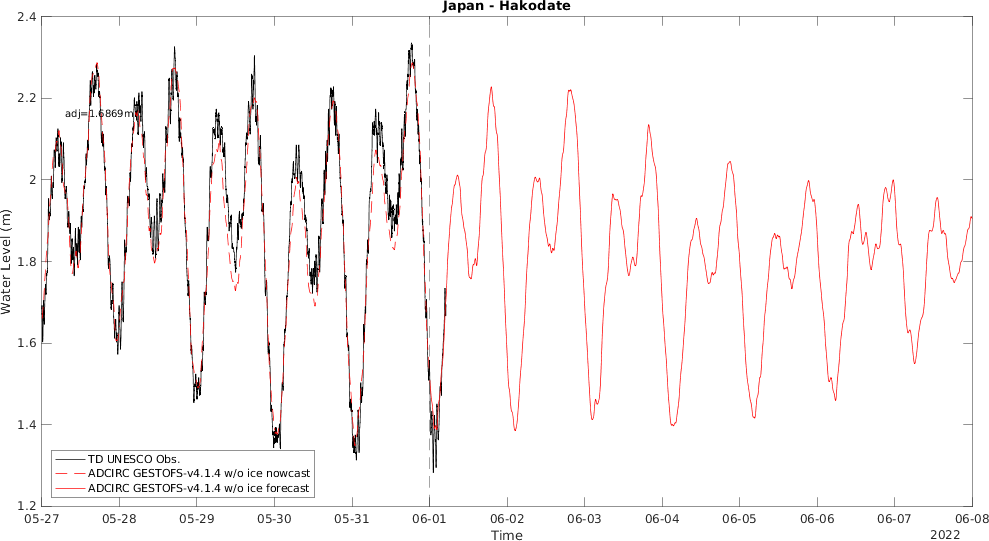 Japan - Hakodate
Water Level (m)
2.4
2.2
2
1.8
1.6
1.4
1.2
adj=1.6869m
TD UNESCO Obs.
ADCIRC GESTOFS-v4.1.4 w/o ice nowcast
ADCIRC GESTOFS-v4.1.4 w/o ice forecast
05-27 05-28 05-29 05-30 05-31 06-01 06-02 06-03 06-04 06-05 06-06 06-07 06-08
Time
2022